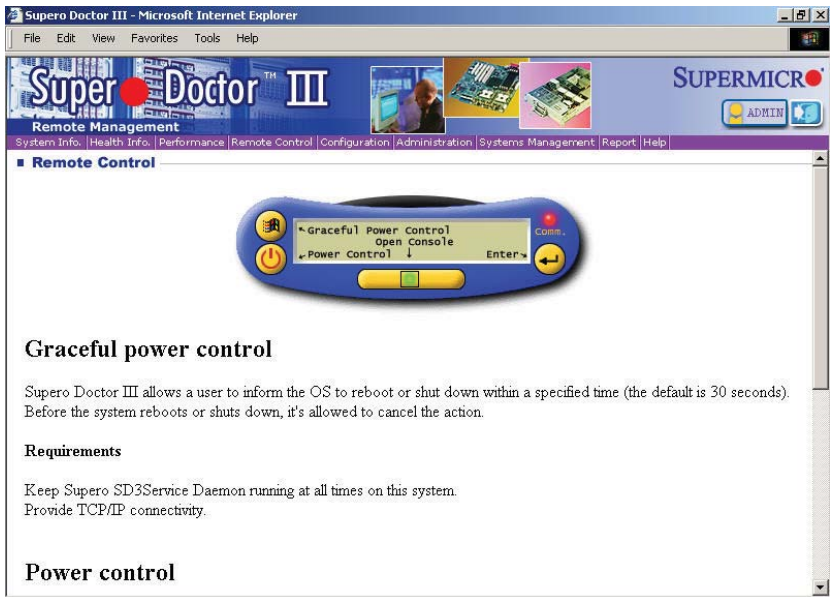 Supero Doctor III - Microsoft Internet Explorer
File Edit View Favorites Tools Help
Super Doctor™ III
SUPERMICR
Remote Management
ADMIN
System Info. Health Info. Performance Remote Control Configuration Administration Systems Management Report Help
Remote Control
Graceful Power Control
Comm.
Open Console
Power Control
Enter
Graceful power control
Supero Doctor III allows a user to inform the OS to reboot or shut down within a specified time (the default is 30 seconds).
Before the system reboots or shuts down, it's allowed to cancel the action.
Requirements
Keep Supero SD3Service Daemon running at all times on this system.
Provide TCP/IP connectivity.
Power control